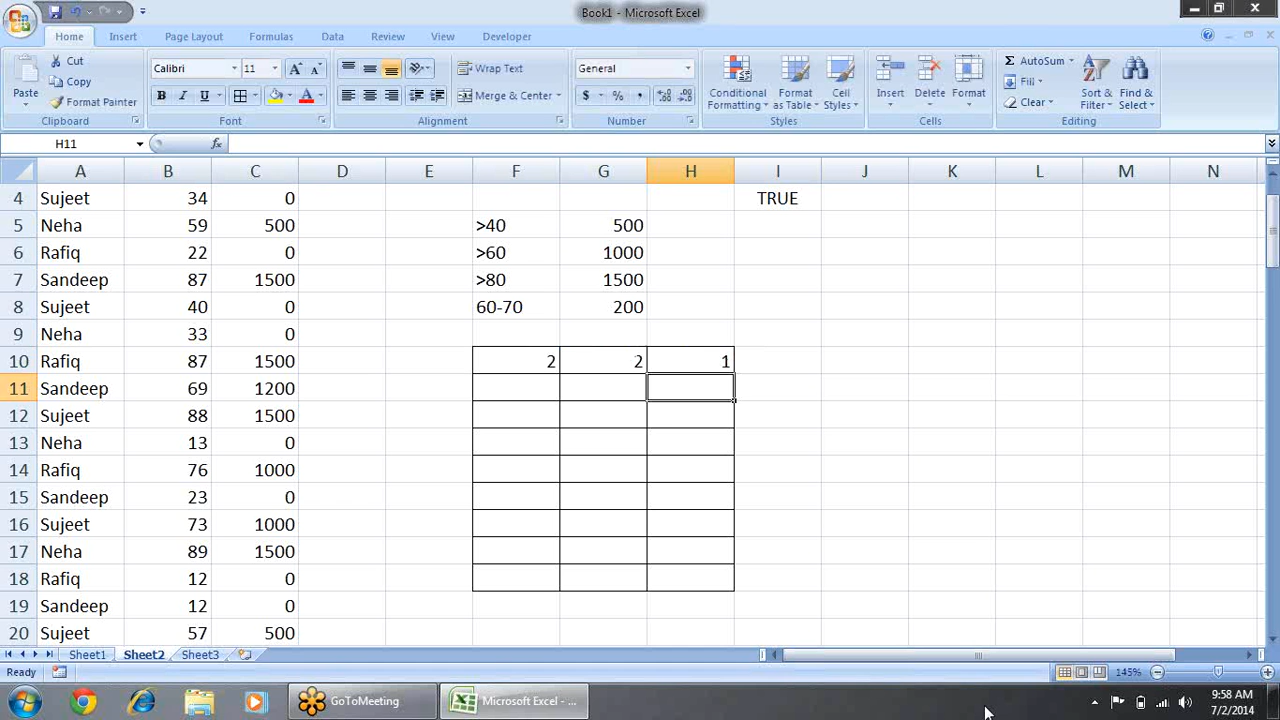 Book1 - Microsoft Excel
Home Insert Page Layout Formulas Data Review View Developer
Paste
Cut
Copy
Format Painter
Clipboard
Calibri 11
B I U
Font
Wrap Text
Merge & Center
Alignment
General
$ % ,
Number
Conditional Formatting
Format as Table
Cell Styles
Styles
Insert
Delete
Format
Cells
AutoSum
Fill
Clear
Sort & Filter
Find & Select
Editing
H11 fx
A B C D E F G H I J K L M N
4 Sujeet 34 0 TRUE
5 Neha 59 500 >40 500
6 Rafiq 22 0 >60 1000
7 Sandeep 87 1500 >80 1500
8 Sujeet 40 0 60-70 200
9 Neha 33 0
10 Rafiq 87 1500 2 2 1
11 Sandeep 69 1200
12 Sujeet 88 1500
13 Neha 13 0
14 Rafiq 76 1000
15 Sandeep 23 0
16 Sujeet 73 1000
17 Neha 89 1500
18 Rafiq 12 0
19 Sandeep 12 0
20 Sujeet 57 500
Sheet1 Sheet2 Sheet3
Ready 145%
GoToMeeting
Microsoft Excel - ...
9:58 AM
7/2/2014